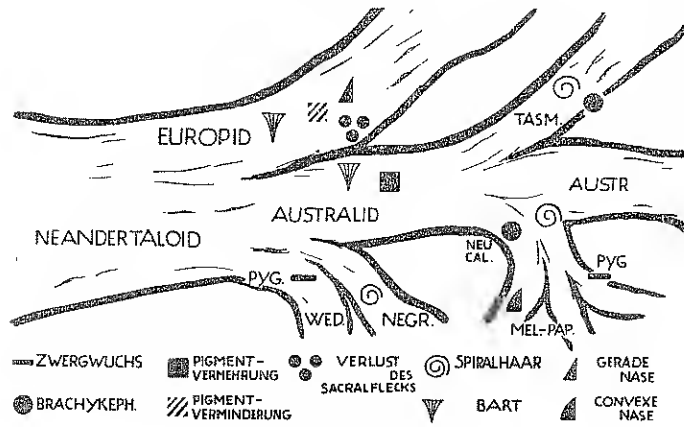 TASM.
EUROPID
AUSTR
AUSTRALID
NEANDERTALOID
NEU
CAL.
PYG.
PYG
WED.
NEGR.
MEL-PAP.
ZWERGWUCHS
PIGMENT-
VERMEHRUNG
VERLUST
DES
SACRALFLECKS
SPIRALHAAR
GERADE
NASE
BRACHYKEPH.
PIGMENT-
VERMINDERUNG
BART
CONVEXE
NASE